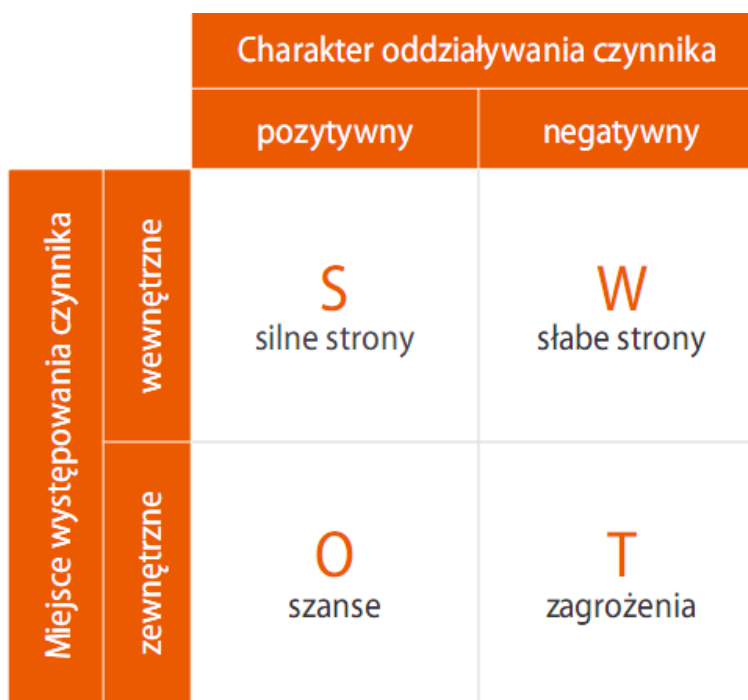 Charakter oddziaływania czynnika
pozytywny
negatywny
Miejsce występowania czynnika
wewnętrzne
S
silne strony
W
słabe strony
zewnętrzne
O
szanse
T
zagrożenia